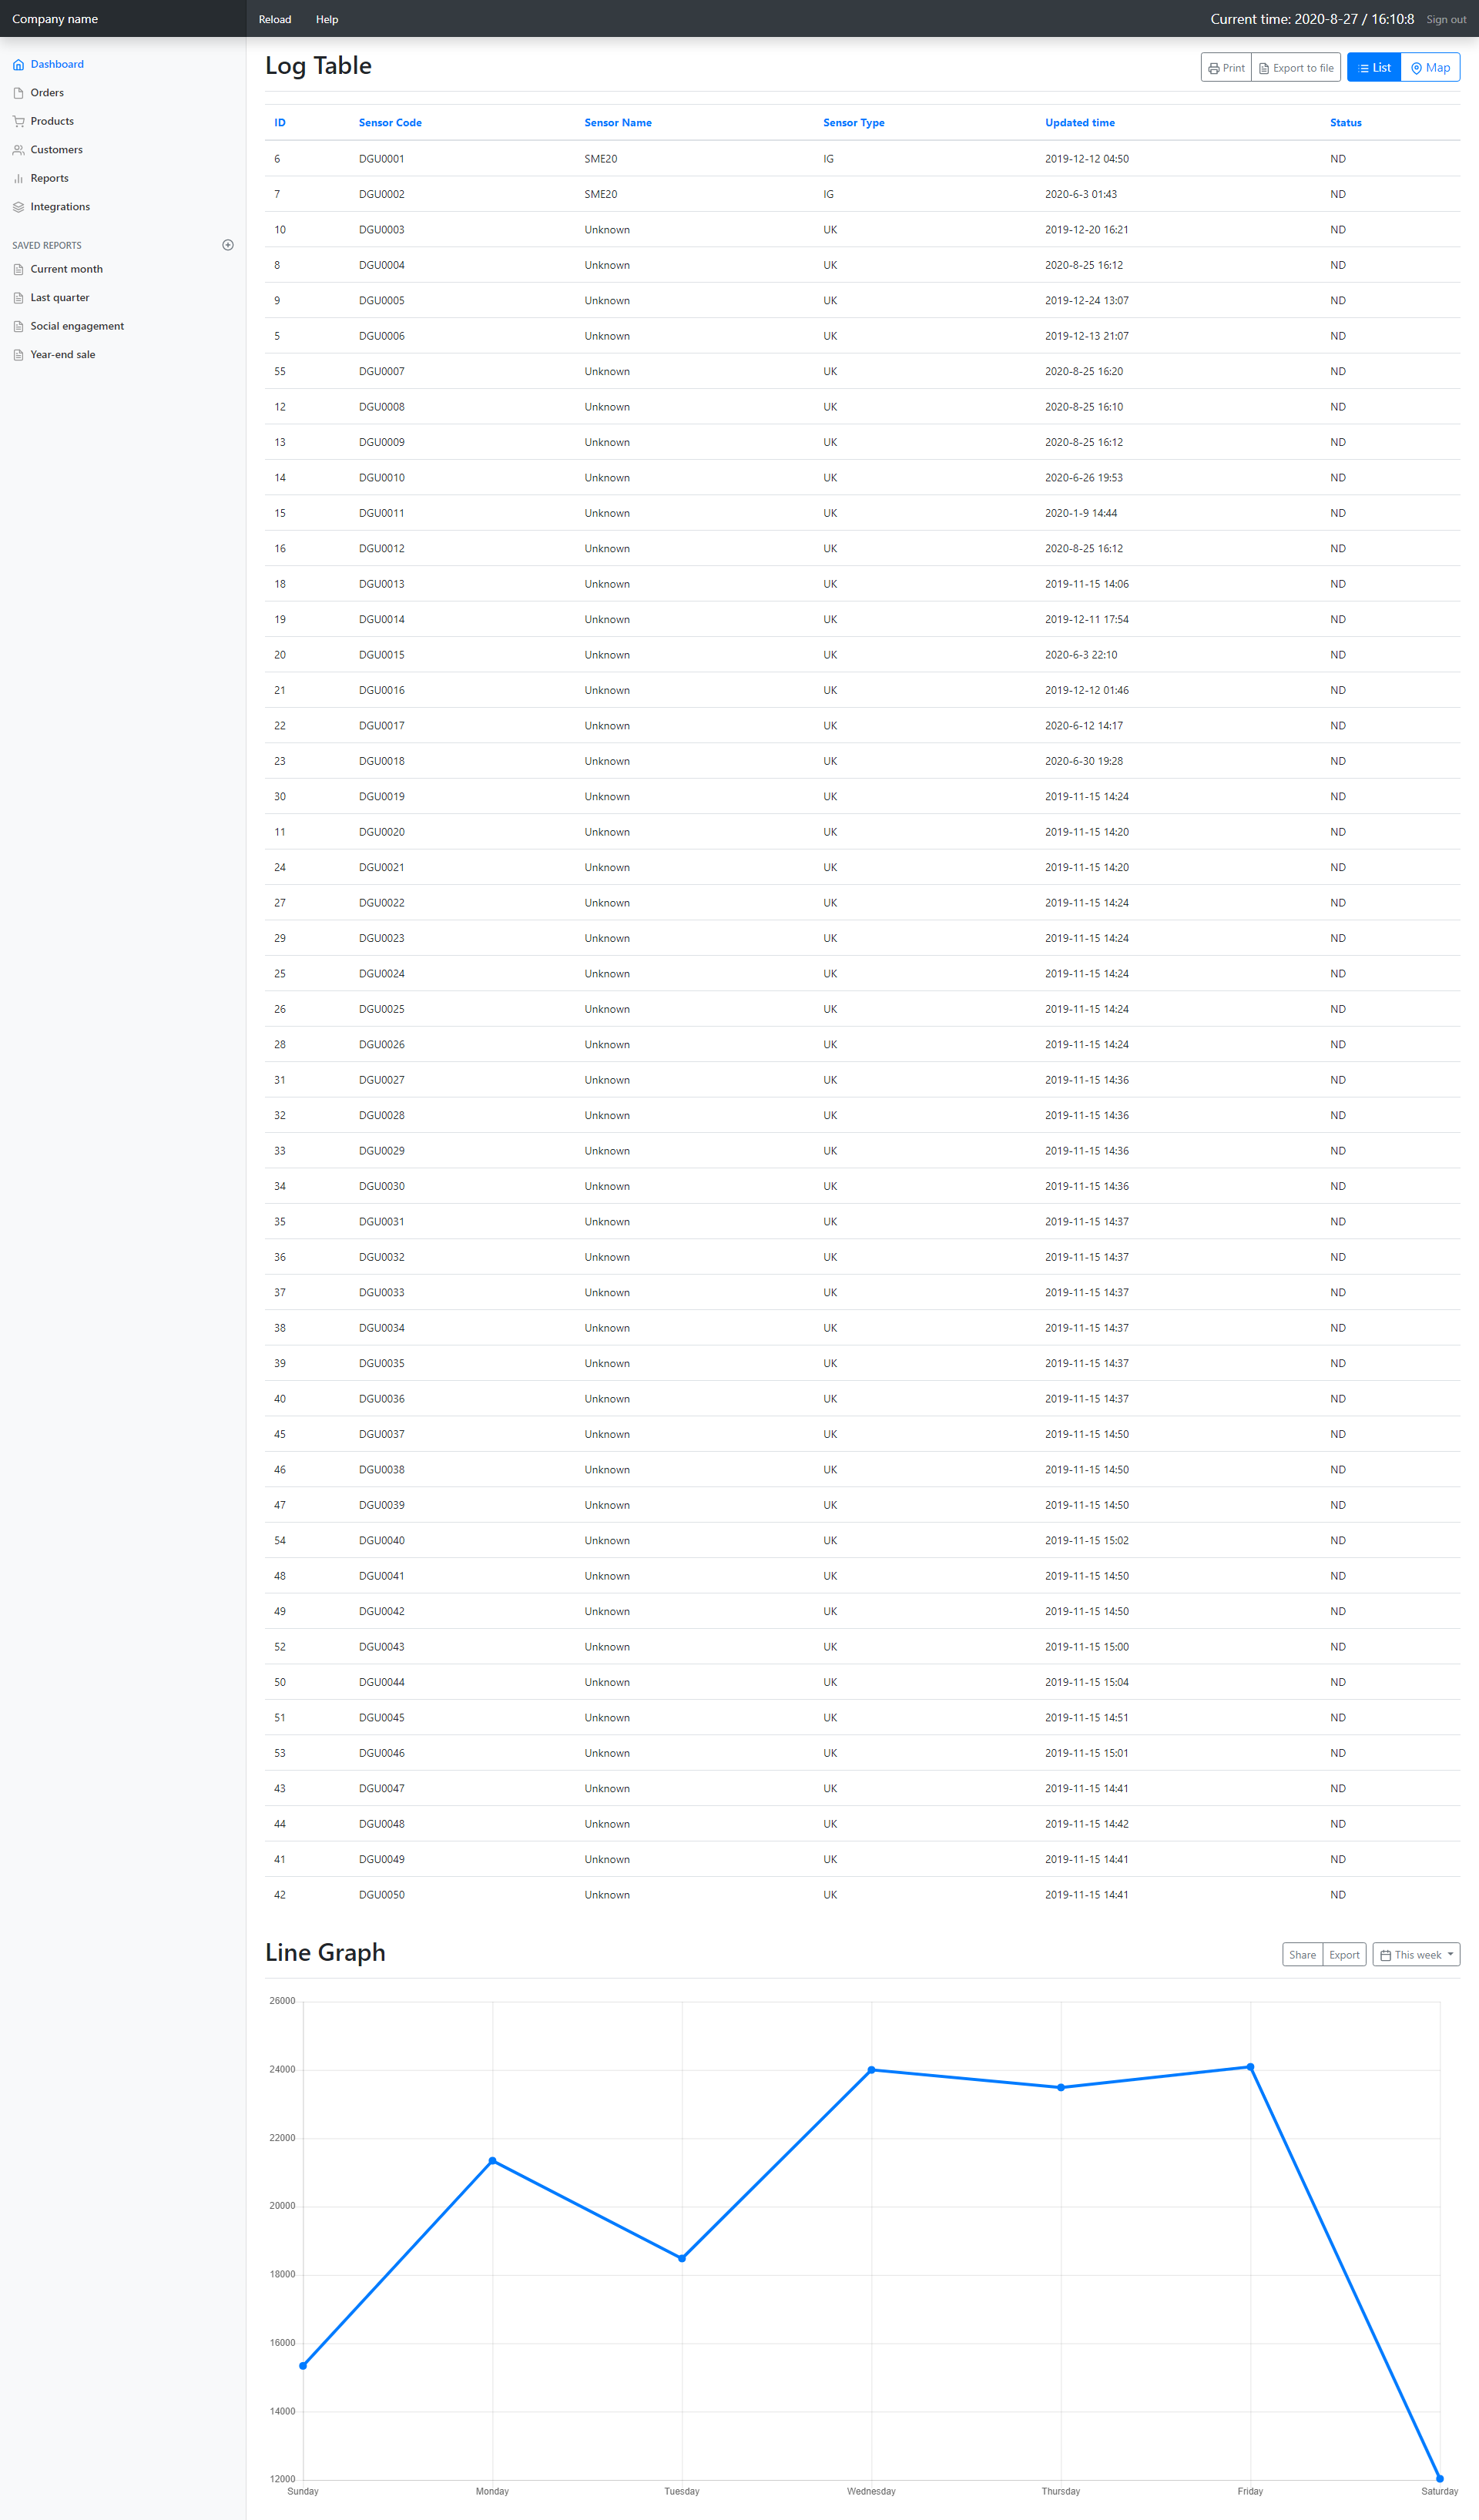 Company name Reload Help Current time: 2020-8-27 / 16:10:8 Sign out
Dashboard
Orders
Products
Customers
Reports
Integrations
SAVED REPORTS
Current month
Last quarter
Social engagement
Year-end sale
Log Table Print Export to file List Map
ID Sensor Code Sensor Name Sensor Type Updated time Status
6 DGU0001 SME20 IG 2019-12-12 04:50 ND
7 DGU0002 SME20 IG 2020-6-3 01:43 ND
10 DGU0003 Unknown UK 2019-12-20 16:21 ND
8 DGU0004 Unknown UK 2020-8-25 16:12 ND
9 DGU0005 Unknown UK 2019-12-24 13:07 ND
5 DGU0006 Unknown UK 2019-12-13 21:07 ND
55 DGU0007 Unknown UK 2020-8-25 16:20 ND
12 DGU0008 Unknown UK 2020-8-25 16:10 ND
13 DGU0009 Unknown UK 2020-8-25 16:12 ND
14 DGU0010 Unknown UK 2020-6-26 19:53 ND
15 DGU0011 Unknown UK 2020-1-9 14:44 ND
16 DGU0012 Unknown UK 2020-8-25 16:12 ND
18 DGU0013 Unknown UK 2019-11-15 14:06 ND
19 DGU0014 Unknown UK 2019-12-11 17:54 ND
20 DGU0015 Unknown UK 2020-6-3 22:10 ND
21 DGU0016 Unknown UK 2019-12-12 01:46 ND
22 DGU0017 Unknown UK 2020-6-12 14:17 ND
23 DGU0018 Unknown UK 2020-6-30 19:28 ND
30 DGU0019 Unknown UK 2019-11-15 14:24 ND
11 DGU0020 Unknown UK 2019-11-15 14:20 ND
24 DGU0021 Unknown UK 2019-11-15 14:20 ND
27 DGU0022 Unknown UK 2019-11-15 14:24 ND
29 DGU0023 Unknown UK 2019-11-15 14:24 ND
25 DGU0024 Unknown UK 2019-11-15 14:24 ND
26 DGU0025 Unknown UK 2019-11-15 14:24 ND
28 DGU0026 Unknown UK 2019-11-15 14:24 ND
31 DGU0027 Unknown UK 2019-11-15 14:36 ND
32 DGU0028 Unknown UK 2019-11-15 14:36 ND
33 DGU0029 Unknown UK 2019-11-15 14:36 ND
34 DGU0030 Unknown UK 2019-11-15 14:36 ND
35 DGU0031 Unknown UK 2019-11-15 14:37 ND
36 DGU0032 Unknown UK 2019-11-15 14:37 ND
37 DGU0033 Unknown UK 2019-11-15 14:37 ND
38 DGU0034 Unknown UK 2019-11-15 14:37 ND
39 DGU0035 Unknown UK 2019-11-15 14:37 ND
40 DGU0036 Unknown UK 2019-11-15 14:37 ND
45 DGU0037 Unknown UK 2019-11-15 14:50 ND
46 DGU0038 Unknown UK 2019-11-15 14:50 ND
47 DGU0039 Unknown UK 2019-11-15 14:50 ND
54 DGU0040 Unknown UK 2019-11-15 15:02 ND
48 DGU0041 Unknown UK 2019-11-15 14:50 ND
49 DGU0042 Unknown UK 2019-11-15 14:50 ND
52 DGU0043 Unknown UK 2019-11-15 15:00 ND
50 DGU0044 Unknown UK 2019-11-15 15:04 ND
51 DGU0045 Unknown UK 2019-11-15 14:51 ND
53 DGU0046 Unknown UK 2019-11-15 15:01 ND
43 DGU0047 Unknown UK 2019-11-15 14:41 ND
44 DGU0048 Unknown UK 2019-11-15 14:42 ND
41 DGU0049 Unknown UK 2019-11-15 14:41 ND
42 DGU0050 Unknown UK 2019-11-15 14:41 ND
Line Graph Share Export This week
26000
24000
22000
20000
18000
16000
14000
12000
Sunday Monday Tuesday Wednesday Thursday Friday Saturday